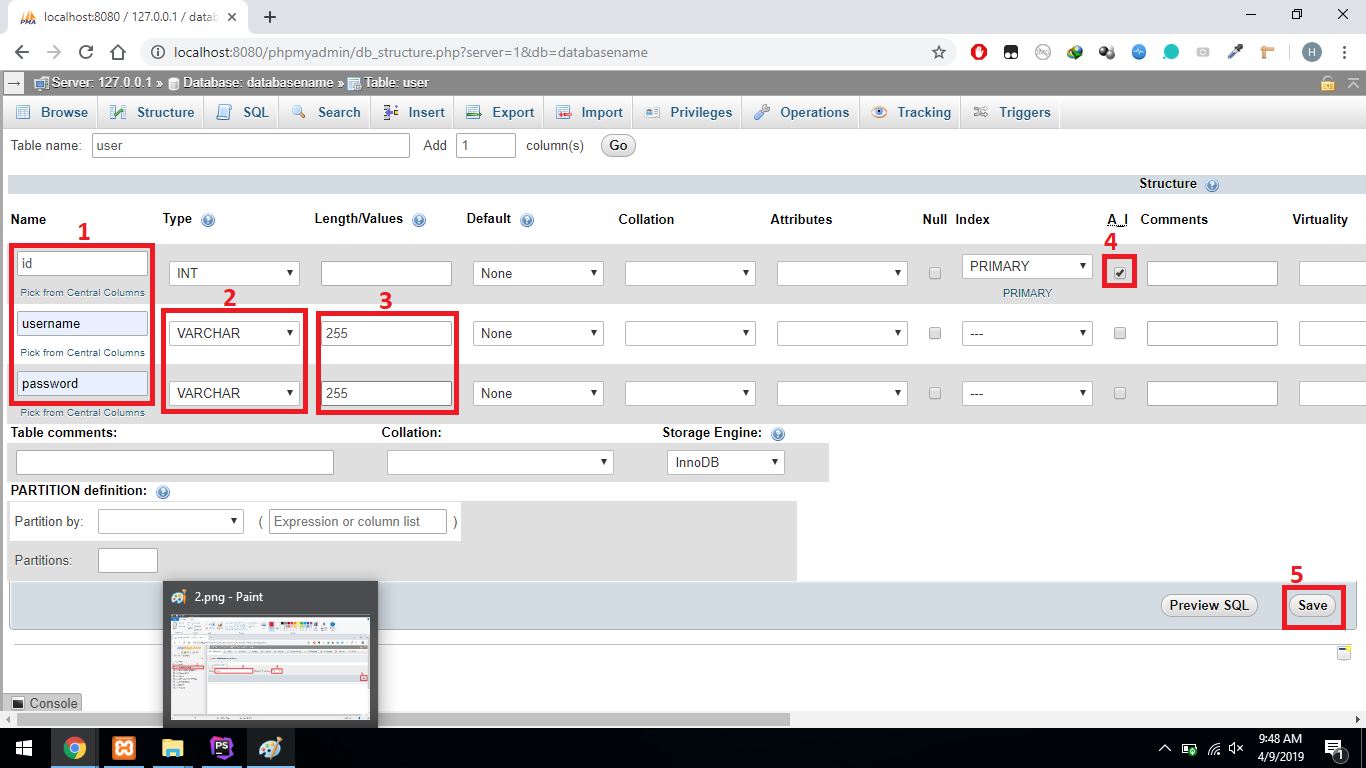 localhost:8080 / 127.0.0.1 / datab
localhost:8080/phpmyadmin/db_structure.php?server=1&db=databasename
H
Server: 127.0.0.1 » Database: databasename » Table: user
Browse Structure SQL Search Insert Export Import Privileges Operations Tracking Triggers
Table name: user Add 1 column(s) Go
Structure
Name Type Length/Values Default Collation Attributes Null Index A_I Comments Virtuality
1 4
id INT None PRIMARY
Pick from Central Columns PRIMARY
2 3
username VARCHAR 255 None ---
Pick from Central Columns
password VARCHAR 255 None ---
Pick from Central Columns
Table comments: Collation: Storage Engine:
InnoDB
PARTITION definition:
Partition by: ( Expression or column list )
Partitions:
5
2.png - Paint
Preview SQL Save
Console
PS
9:48 AM
4/9/2019
1